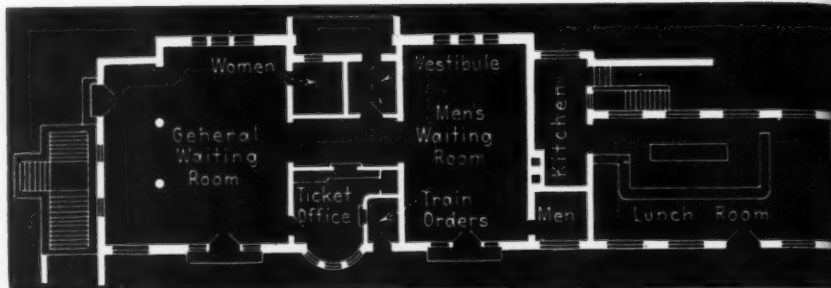 Women
Vestibule
General
Waiting
Room
Men's
Waiting
Room
Kitchen
Ticket
Office
Train
Orders
Men
Lunch Room